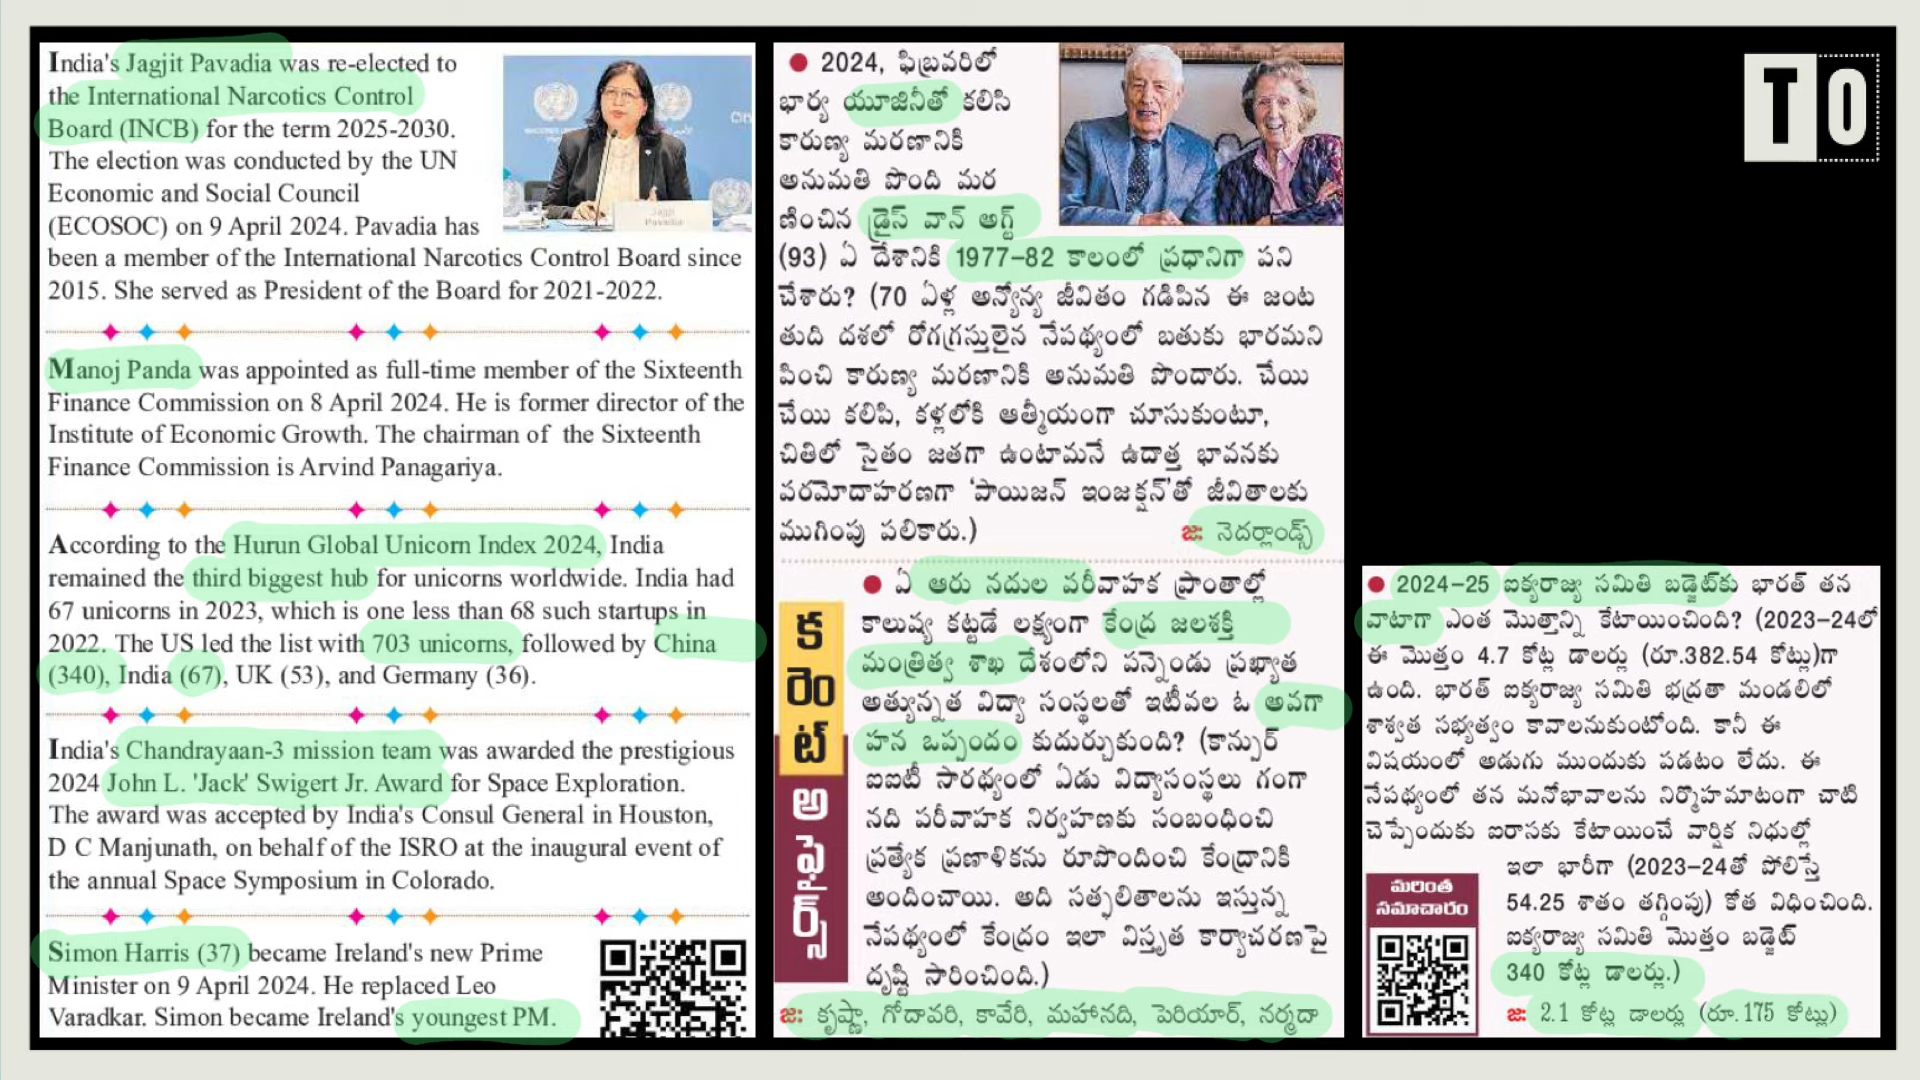 India's Jagjit Pavadia was re-elected to
the International Narcotics Control
Board (INCB) for the term 2025-2030.
The election was conducted by the UN
Economic and Social Council
(ECOSOC) on 9 April 2024. Pavadia has
been a member of the International Narcotics Control Board since
2015. She served as President of the Board for 2021-2022.
Jagjit
Pavadia
Manoj Panda was appointed as full-time member of the Sixteenth
Finance Commission on 8 April 2024. He is former director of the
Institute of Economic Growth. The chairman of the Sixteenth
Finance Commission is Arvind Panagariya.
According to the Hurun Global Unicorn Index 2024, India
remained the third biggest hub for unicorns worldwide. India had
67 unicorns in 2023, which is one less than 68 such startups in
2022. The US led the list with 703 unicorns, followed by China
(340), India (67), UK (53), and Germany (36).
India's Chandrayaan-3 mission team was awarded the prestigious
2024 John L. 'Jack' Swigert Jr. Award for Space Exploration.
The award was accepted by India's Consul General in Houston,
D C Manjunath, on behalf of the ISRO at the inaugural event of
the annual Space Symposium in Colorado.
Simon Harris (37) became Ireland's new Prime
Minister on 9 April 2024. He replaced Leo
Varadkar. Simon became Ireland's youngest PM.
● 2024, ఫిబ్రవరిలో
భార్య యూజినీతో కలిసి
కారుణ్య మరణానికి
అనుమతి పొంది మర
ణించిన డ్రైస్ వాన్ అగ్ట్
(93) ఏ దేశానికి 1977–82 కాలంలో ప్రధానిగా పని
చేశారు? (70 ఏళ్ల అన్యోన్య జీవితం గడిపిన ఈ జంట
తుది దశలో రోగగ్రస్తులైన నేపథ్యంలో బతుకు భారమని
పించి కారుణ్య మరణానికి అనుమతి పొందారు. చేయి
చేయి కలిపి, కళ్లలోకి ఆత్మీయంగా చూసుకుంటూ,
చితిలో సైతం జతగా ఉంటామనే ఉదాత్త భావనకు
పరమోదాహరణగా 'పాయిజన్ ఇంజక్షన్'తో జీవితాలకు
ముగింపు పలికారు.) జ: నెదర్లాండ్స్
కరెంట్ అఫైర్స్
● ఏ ఆరు నదుల పరీవాహక ప్రాంతాల్లో
కాలుష్య కట్టడే లక్ష్యంగా కేంద్ర జలశక్తి
మంత్రిత్వ శాఖ దేశంలోని పన్నెండు ప్రఖ్యాత
అత్యున్నత విద్యా సంస్థలతో ఇటీవల ఓ అవగా
హన ఒప్పందం కుదుర్చుకుంది? (కాన్పుర్
ఐఐటీ సారథ్యంలో ఏడు విద్యాసంస్థలు గంగా
నది పరీవాహక నిర్వహణకు సంబంధించి
ప్రత్యేక ప్రణాళికను రూపొందించి కేంద్రానికి
అందించాయి. అది సత్ఫలితాలను ఇస్తున్న
నేపథ్యంలో కేంద్రం ఇలా విస్తృత కార్యాచరణపై
దృష్టి సారించింది.)
జ: కృష్ణా, గోదావరి, కావేరి, మహానది, పెరియార్, నర్మదా
TO
● 2024–25 ఐక్యరాజ్య సమితి బడ్జెట్‌కు భారత్ తన
వాటాగా ఎంత మొత్తాన్ని కేటాయించింది? (2023–24లో
ఈ మొత్తం 4.7 కోట్ల డాలర్లు (రూ.382.54 కోట్లు)గా
ఉంది. భారత్ ఐక్యరాజ్య సమితి భద్రతా మండలిలో
శాశ్వత సభ్యత్వం కావాలనుకుంటోంది. కానీ ఈ
విషయంలో అడుగు ముందుకు పడటం లేదు. ఈ
నేపథ్యంలో తన మనోభావాలను నిర్మొహమాటంగా చాటి
చెప్పేందుకు ఐరాసకు కేటాయించే వార్షిక నిధుల్లో
ఇలా భారీగా (2023–24తో పోలిస్తే
54.25 శాతం తగ్గింపు) కోత విధించింది.
ఐక్యరాజ్య సమితి మొత్తం బడ్జెట్
340 కోట్ల డాలర్లు.)
జ: 2.1 కోట్ల డాలర్లు (రూ.175 కోట్లు)
మరింత
సమాచారం